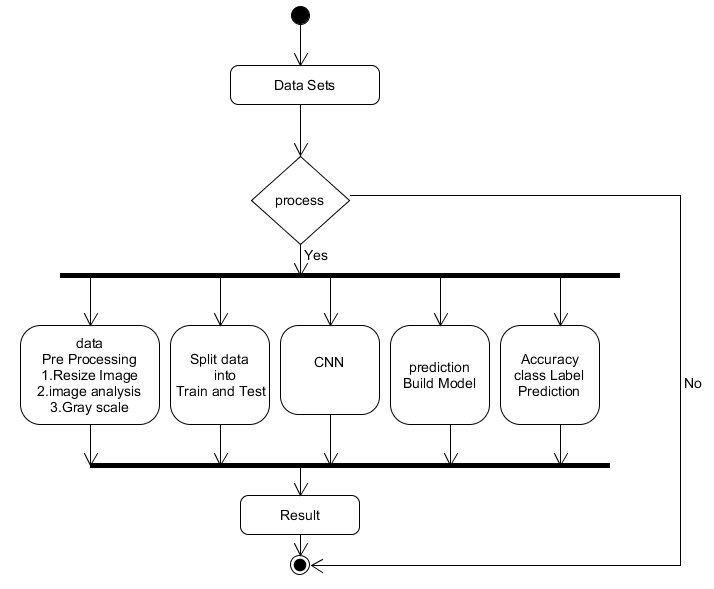 Data Sets
process
Yes
data
Pre Processing
1.Resize Image
2.image analysis
3.Gray scale
Split data
into
Train and Test
CNN
prediction
Build Model
Accuracy
class Label
Prediction
No
Result